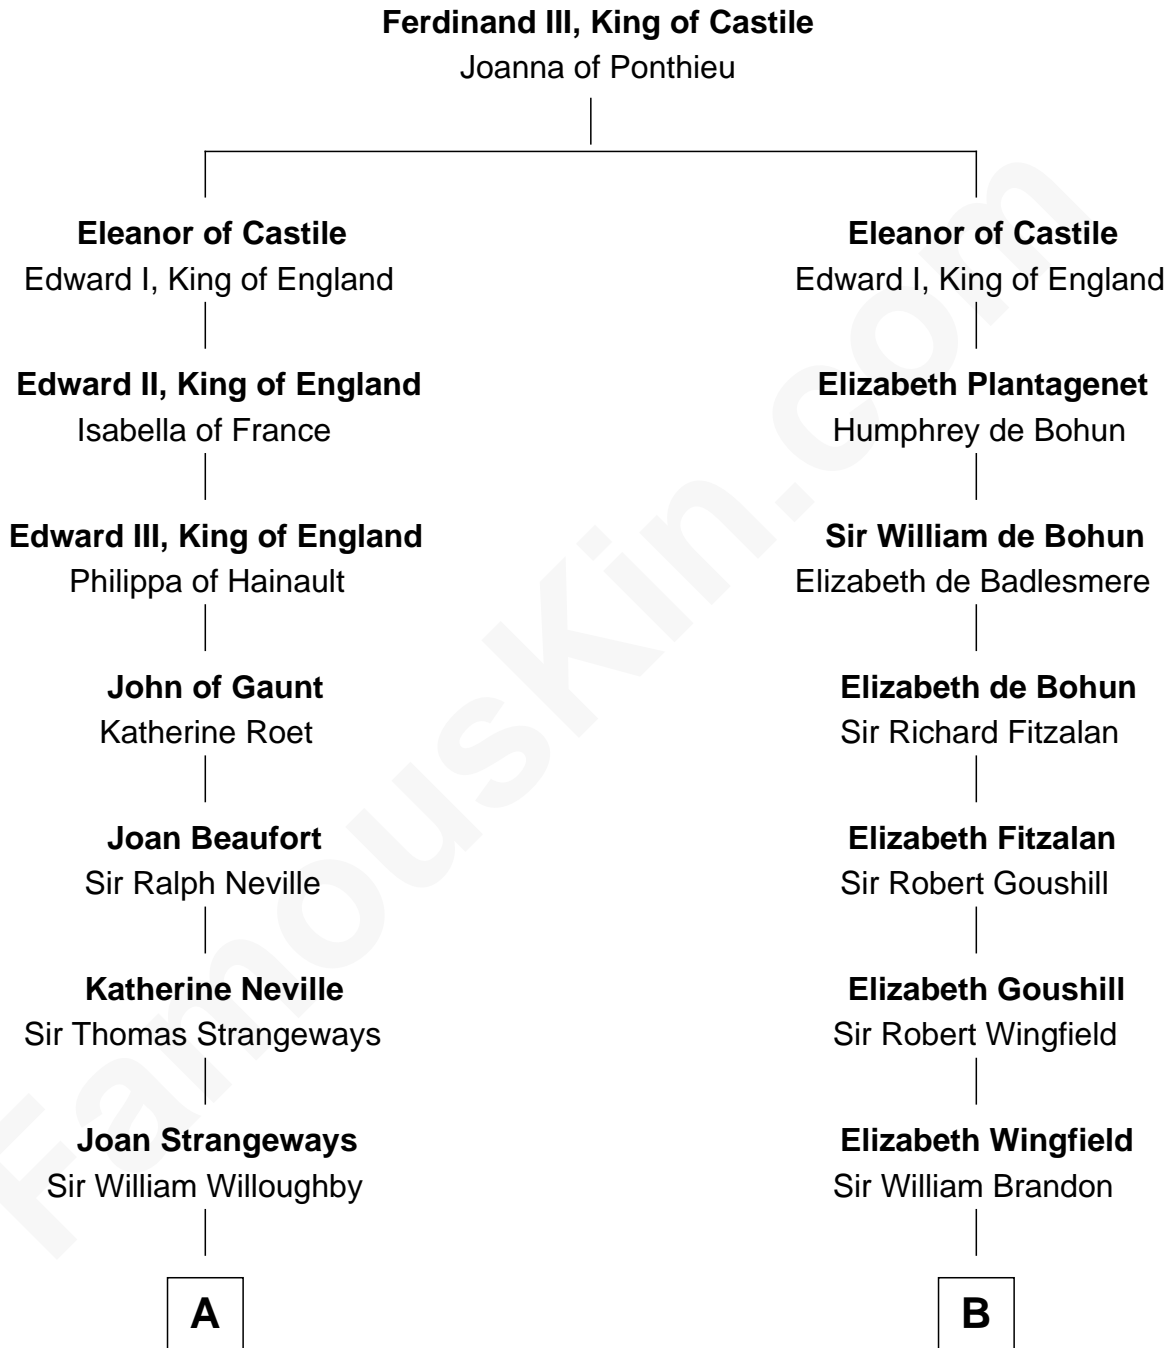 Ferdinand III, King of Castile
Joanna of Ponthieu
Eleanor of Castile
Edward I, King of England
Edward II, King of England
Isabella of France
Edward III, King of England
Philippa of Hainault
John of Gaunt
Katherine Roet
Joan Beaufort
Sir Ralph Neville
Katherine Neville
Sir Thomas Strangeways
Joan Strangeways
Sir William Willoughby
A
Eleanor of Castile
Edward I, King of England
Elizabeth Plantagenet
Humphrey de Bohun
Sir William de Bohun
Elizabeth de Badlesmere
Elizabeth de Bohun
Sir Richard Fitzalan
Elizabeth Fitzalan
Sir Robert Goushill
Elizabeth Goushill
Sir Robert Wingfield
Elizabeth Wingfield
Sir William Brandon
B
FamousKin.com